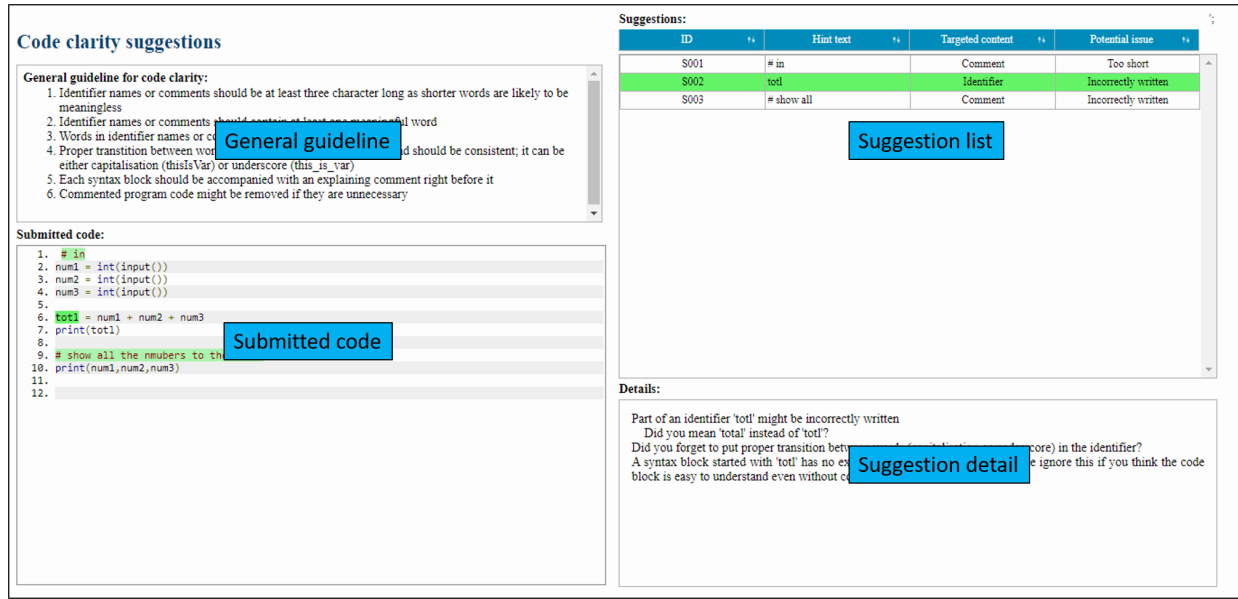 Code clarity suggestions
General guideline for code clarity:
1. Identifier names or comments should be at least three character long as shorter words are likely to be
meaningless
2. Identifier names or comments should contain at least one meaningful word
3. Words in identifier names or
4. Proper transtition between should be consistent; it can be
either capitalisation (thisIsVar) or underscore (this_is_var)
5. Each syntax block should be accompanied with an explaining comment right before it
6. Commented program code might be removed if they are unnecessary
General guideline
Submitted code:
1. # in
2. num1 = int(input())
3. num2 = int(input())
4. num3 = int(input())
5.
6. totl = num1 + num2 + num3
7. print(totl)
8.
9. # show all the nmubers to
10. print(num1,num2,num3)
11.
12.
Submitted code
Suggestions:
ID Hint text Targeted content Potential issue
S001 # in Comment Too short
S002 totl Identifier Incorrectly written
S003 # show all Comment Incorrectly written
Suggestion list
Details:
Part of an identifier 'totl' might be incorrectly written
Did you mean 'total' instead of 'totl'?
Did you forget to put proper transition in the identifier?
A syntax block started with 'totl' has no ignore this if you think the code
block is easy to understand even without
Suggestion detail